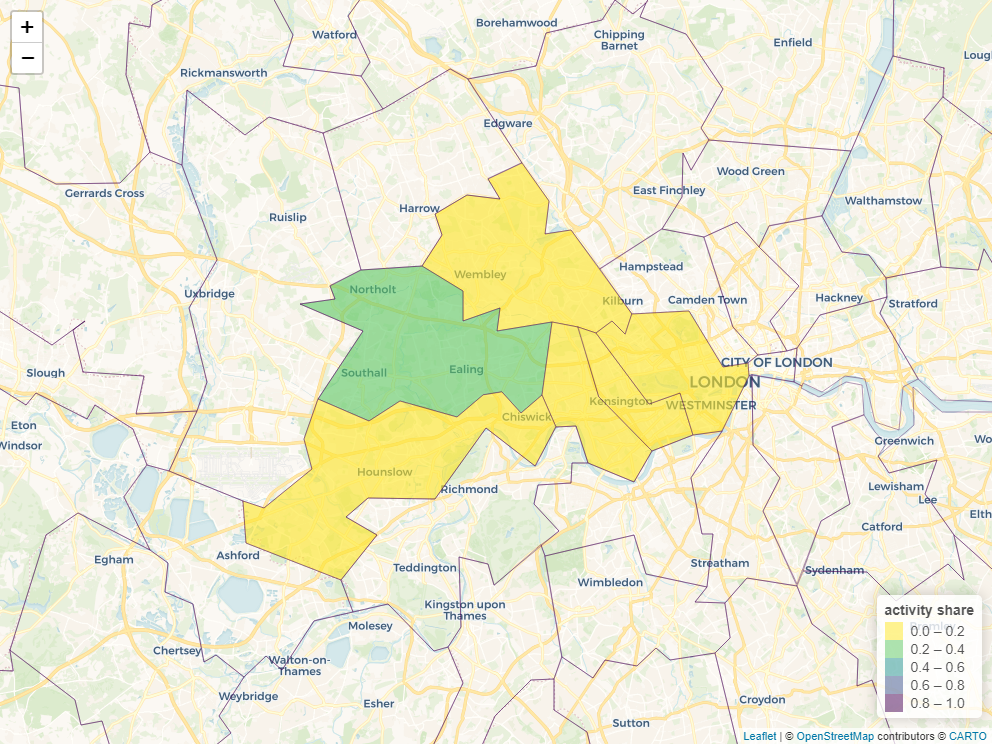 +
−
Watford
Borehamwood
Chipping
Barnet
Enfield
Lough
Rickmansworth
Edgware
Wood Green
Gerrards Cross
East Finchley
Walthamstow
Harrow
Ruislip
Hampstead
Wembley
Northolt
Uxbridge
Kilburn
Camden Town
Hackney
Stratford
CITY OF LONDON
Slough
Southall
Ealing
LONDON
Kensington
WESTMINSTER
Chiswick
Eton
Windsor
Greenwich
Wo
Hounslow
Richmond
Lewisham
Lee
Elth
Catford
Ashford
Egham
Teddington
Streatham
Sydenham
Wimbledon
Kingston upon
Thames
Molesey
Chertsey
Walton-on-
Thames
Weybridge
Esher
Croydon
Sutton
activity share
0.0 – 0.2
0.2 – 0.4
0.4 – 0.6
0.6 – 0.8
0.8 – 1.0
Leaflet | © OpenStreetMap contributors © CARTO